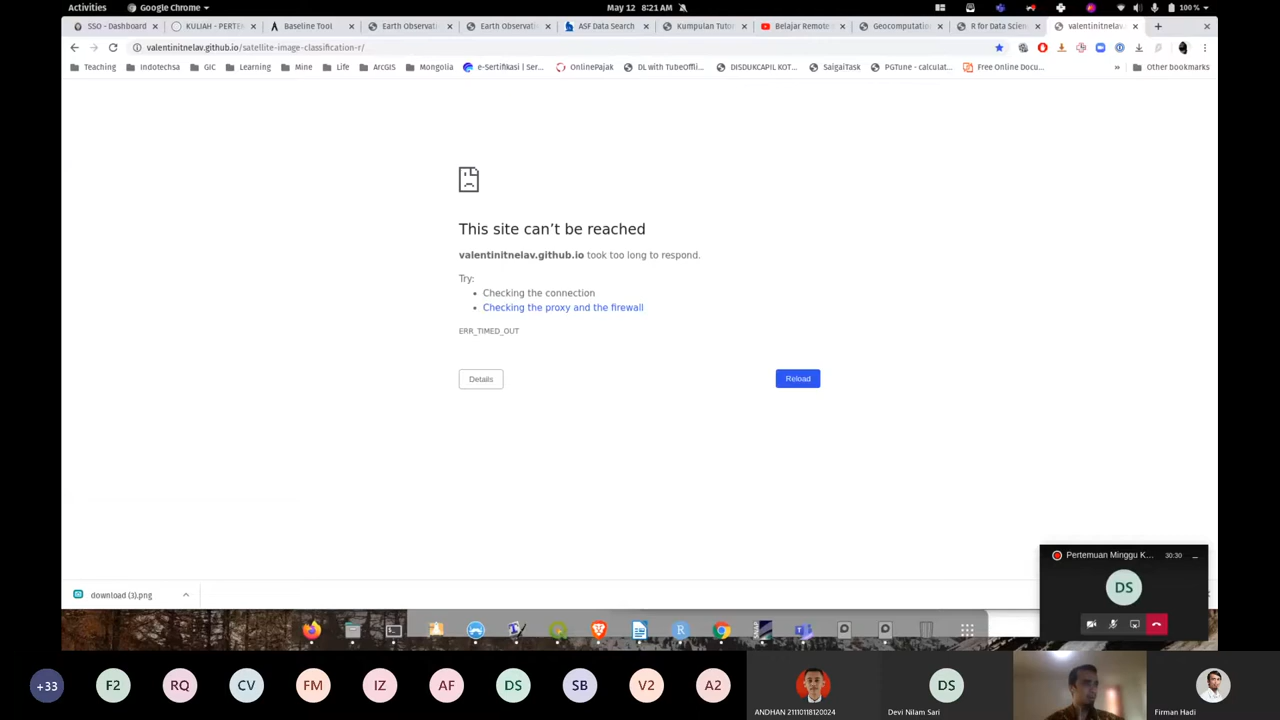 Activities
Google Chrome
May 12 8:21 AM
100 %
SSO - Dashboard
KULIAH - PERTEM
Baseline Tool
Earth Observati
Earth Observati
ASF Data Search
Kumpulan Tutor
Belajar Remote
Geocomputation
R for Data Scien
valentinitnelav.
valentinitnelav.github.io/satellite-image-classification-r/
Teaching
Indotechsa
GIC
Learning
Mine
Life
ArcGIS
Mongolia
e-Sertifikasi | Ser...
OnlinePajak
DL with TubeOffli...
DISDUKCAPIL KOT...
SaigaiTask
PGTune - calculat...
Free Online Docu...
»
Other bookmarks
This site can't be reached
valentinitnelav.github.io took too long to respond.
Try:
• Checking the connection
• Checking the proxy and the firewall
ERR_TIMED_OUT
Details
Reload
Pertemuan Minggu K...
30:30
DS
download (3).png
+33
F2
RQ
CV
FM
IZ
AF
DS
SB
V2
A2
ANDHAN 21110118120024
DS
Devi Nilam Sari
Firman Hadi